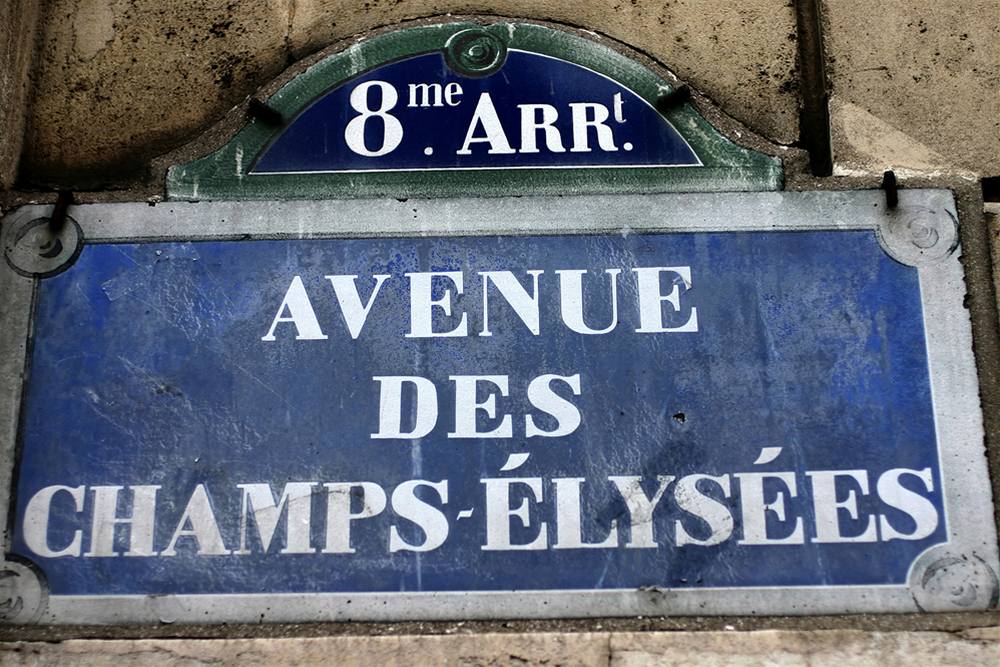 8me. ARRt.
AVENUE
DES
CHAMPS-ÉLYSÉES